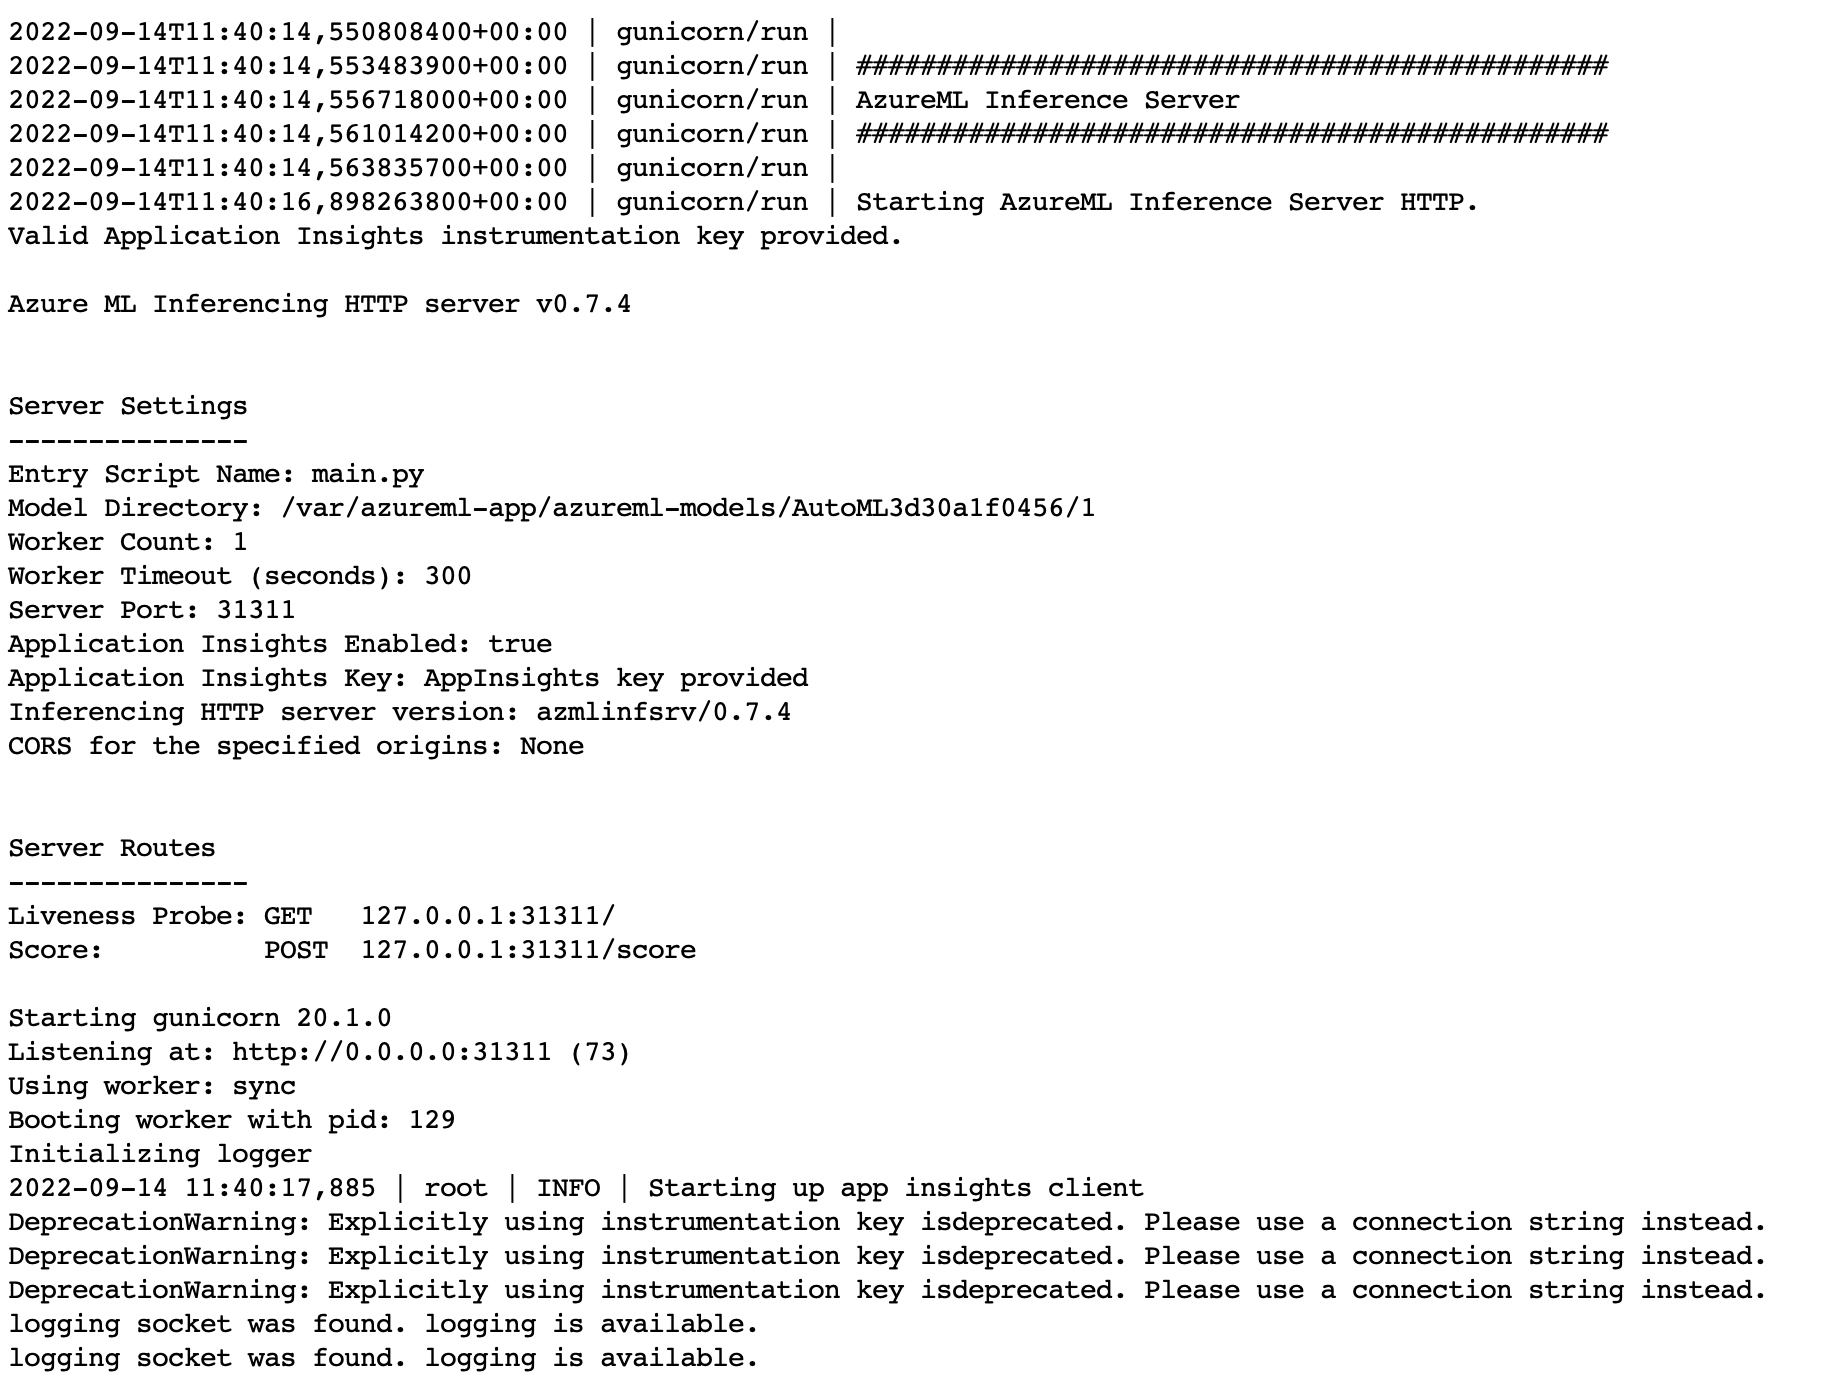 2022-09-14T11:40:14,550808400+00:00 | gunicorn/run |
2022-09-14T11:40:14,553483900+00:00 | gunicorn/run | ###############################################
2022-09-14T11:40:14,556718000+00:00 | gunicorn/run | AzureML Inference Server
2022-09-14T11:40:14,561014200+00:00 | gunicorn/run | ###############################################
2022-09-14T11:40:14,563835700+00:00 | gunicorn/run |
2022-09-14T11:40:16,898263800+00:00 | gunicorn/run | Starting AzureML Inference Server HTTP.
Valid Application Insights instrumentation key provided.
Azure ML Inferencing HTTP server v0.7.4
Server Settings
---------------
Entry Script Name: main.py
Model Directory: /var/azureml-app/azureml-models/AutoML3d30a1f0456/1
Worker Count: 1
Worker Timeout (seconds): 300
Server Port: 31311
Application Insights Enabled: true
Application Insights Key: AppInsights key provided
Inferencing HTTP server version: azmlinfsrv/0.7.4
CORS for the specified origins: None
Server Routes
---------------
Liveness Probe: GET   127.0.0.1:31311/
Score:          POST  127.0.0.1:31311/score
Starting gunicorn 20.1.0
Listening at: http://0.0.0.0:31311 (73)
Using worker: sync
Booting worker with pid: 129
Initializing logger
2022-09-14 11:40:17,885 | root | INFO | Starting up app insights client
DeprecationWarning: Explicitly using instrumentation key isdeprecated. Please use a connection string instead.
DeprecationWarning: Explicitly using instrumentation key isdeprecated. Please use a connection string instead.
DeprecationWarning: Explicitly using instrumentation key isdeprecated. Please use a connection string instead.
logging socket was found. logging is available.
logging socket was found. logging is available.